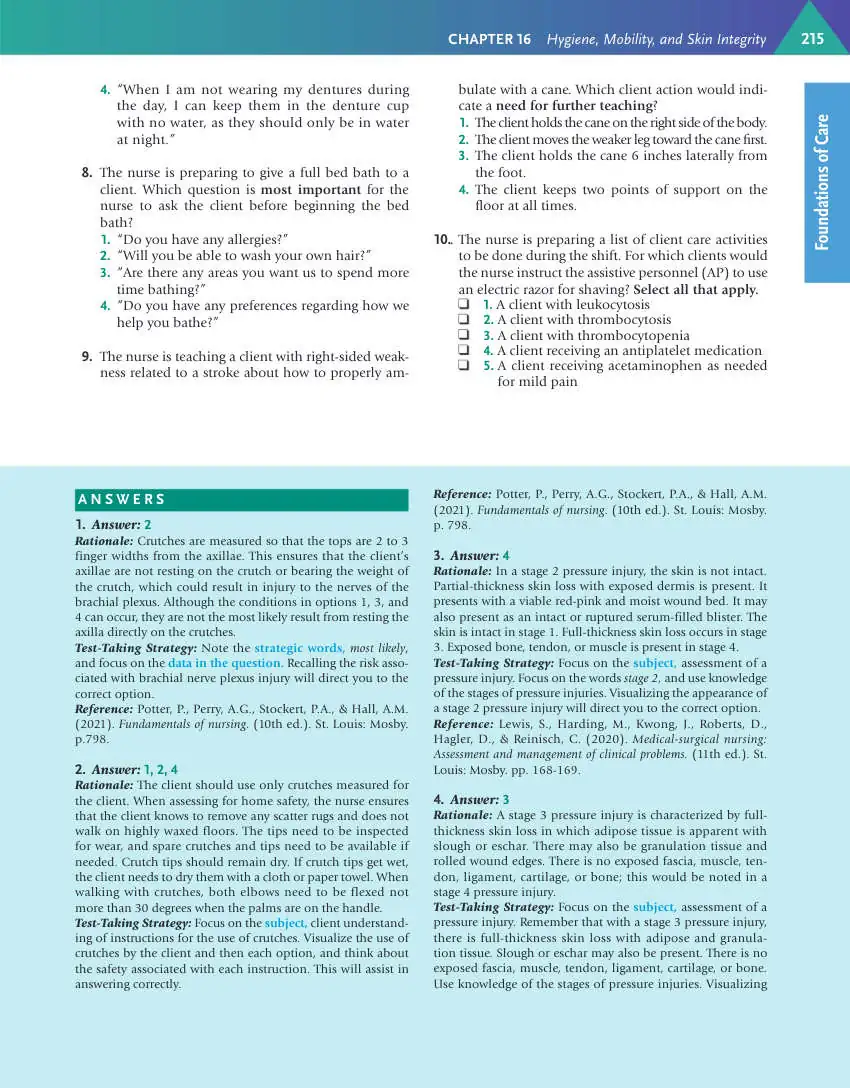 CHAPTER 16 Hygiene, Mobility, and Skin Integrity 215
4. “When I am not wearing my dentures during
the day, I can keep them in the denture cup
with no water, as they should only be in water
at night.”
8. The nurse is preparing to give a full bed bath to a
client. Which question is most important for the
nurse to ask the client before beginning the bed
bath?
1. “Do you have any allergies?”
2. “Will you be able to wash your own hair?”
3. “Are there any areas you want us to spend more
time bathing?”
4. “Do you have any preferences regarding how we
help you bathe?”
9. The nurse is teaching a client with right-sided weak-
ness related to a stroke about how to properly am-
bulate with a cane. Which client action would indi-
cate a need for further teaching?
1. The client holds the cane on the right side of the body.
2. The client moves the weaker leg toward the cane first.
3. The client holds the cane 6 inches laterally from
the foot.
4. The client keeps two points of support on the
floor at all times.
10.. The nurse is preparing a list of client care activities
to be done during the shift. For which clients would
the nurse instruct the assistive personnel (AP) to use
an electric razor for shaving? Select all that apply.
❑ 1. A client with leukocytosis
❑ 2. A client with thrombocytosis
❑ 3. A client with thrombocytopenia
❑ 4. A client receiving an antiplatelet medication
❑ 5. A client receiving acetaminophen as needed
for mild pain
Foundations of Care
ANSWERS
1. Answer: 2
Rationale: Crutches are measured so that the tops are 2 to 3
finger widths from the axillae. This ensures that the client’s
axillae are not resting on the crutch or bearing the weight of
the crutch, which could result in injury to the nerves of the
brachial plexus. Although the conditions in options 1, 3, and
4 can occur, they are not the most likely result from resting the
axilla directly on the crutches.
Test-Taking Strategy: Note the strategic words, most likely,
and focus on the data in the question. Recalling the risk asso-
ciated with brachial nerve plexus injury will direct you to the
correct option.
Reference: Potter, P., Perry, A.G., Stockert, P.A., & Hall, A.M.
(2021). Fundamentals of nursing. (10th ed.). St. Louis: Mosby.
p.798.
2. Answer: 1, 2, 4
Rationale: The client should use only crutches measured for
the client. When assessing for home safety, the nurse ensures
that the client knows to remove any scatter rugs and does not
walk on highly waxed floors. The tips need to be inspected
for wear, and spare crutches and tips need to be available if
needed. Crutch tips should remain dry. If crutch tips get wet,
the client needs to dry them with a cloth or paper towel. When
walking with crutches, both elbows need to be flexed not
more than 30 degrees when the palms are on the handle.
Test-Taking Strategy: Focus on the subject, client understand-
ing of instructions for the use of crutches. Visualize the use of
crutches by the client and then each option, and think about
the safety associated with each instruction. This will assist in
answering correctly.
Reference: Potter, P., Perry, A.G., Stockert, P.A., & Hall, A.M.
(2021). Fundamentals of nursing. (10th ed.). St. Louis: Mosby.
p. 798.
3. Answer: 4
Rationale: In a stage 2 pressure injury, the skin is not intact.
Partial-thickness skin loss with exposed dermis is present. It
presents with a viable red-pink and moist wound bed. It may
also present as an intact or ruptured serum-filled blister. The
skin is intact in stage 1. Full-thickness skin loss occurs in stage
3. Exposed bone, tendon, or muscle is present in stage 4.
Test-Taking Strategy: Focus on the subject, assessment of a
pressure injury. Focus on the words stage 2, and use knowledge
of the stages of pressure injuries. Visualizing the appearance of
a stage 2 pressure injury will direct you to the correct option.
Reference: Lewis, S., Harding, M., Kwong, J., Roberts, D.,
Hagler, D., & Reinisch, C. (2020). Medical-surgical nursing:
Assessment and management of clinical problems. (11th ed.). St.
Louis: Mosby. pp. 168-169.
4. Answer: 3
Rationale: A stage 3 pressure injury is characterized by full-
thickness skin loss in which adipose tissue is apparent with
slough or eschar. There may also be granulation tissue and
rolled wound edges. There is no exposed fascia, muscle, ten-
don, ligament, cartilage, or bone; this would be noted in a
stage 4 pressure injury.
Test-Taking Strategy: Focus on the subject, assessment of a
pressure injury. Remember that with a stage 3 pressure injury,
there is full-thickness skin loss with adipose and granula-
tion tissue. Slough or eschar may also be present. There is no
exposed fascia, muscle, tendon, ligament, cartilage, or bone.
Use knowledge of the stages of pressure injuries. Visualizing